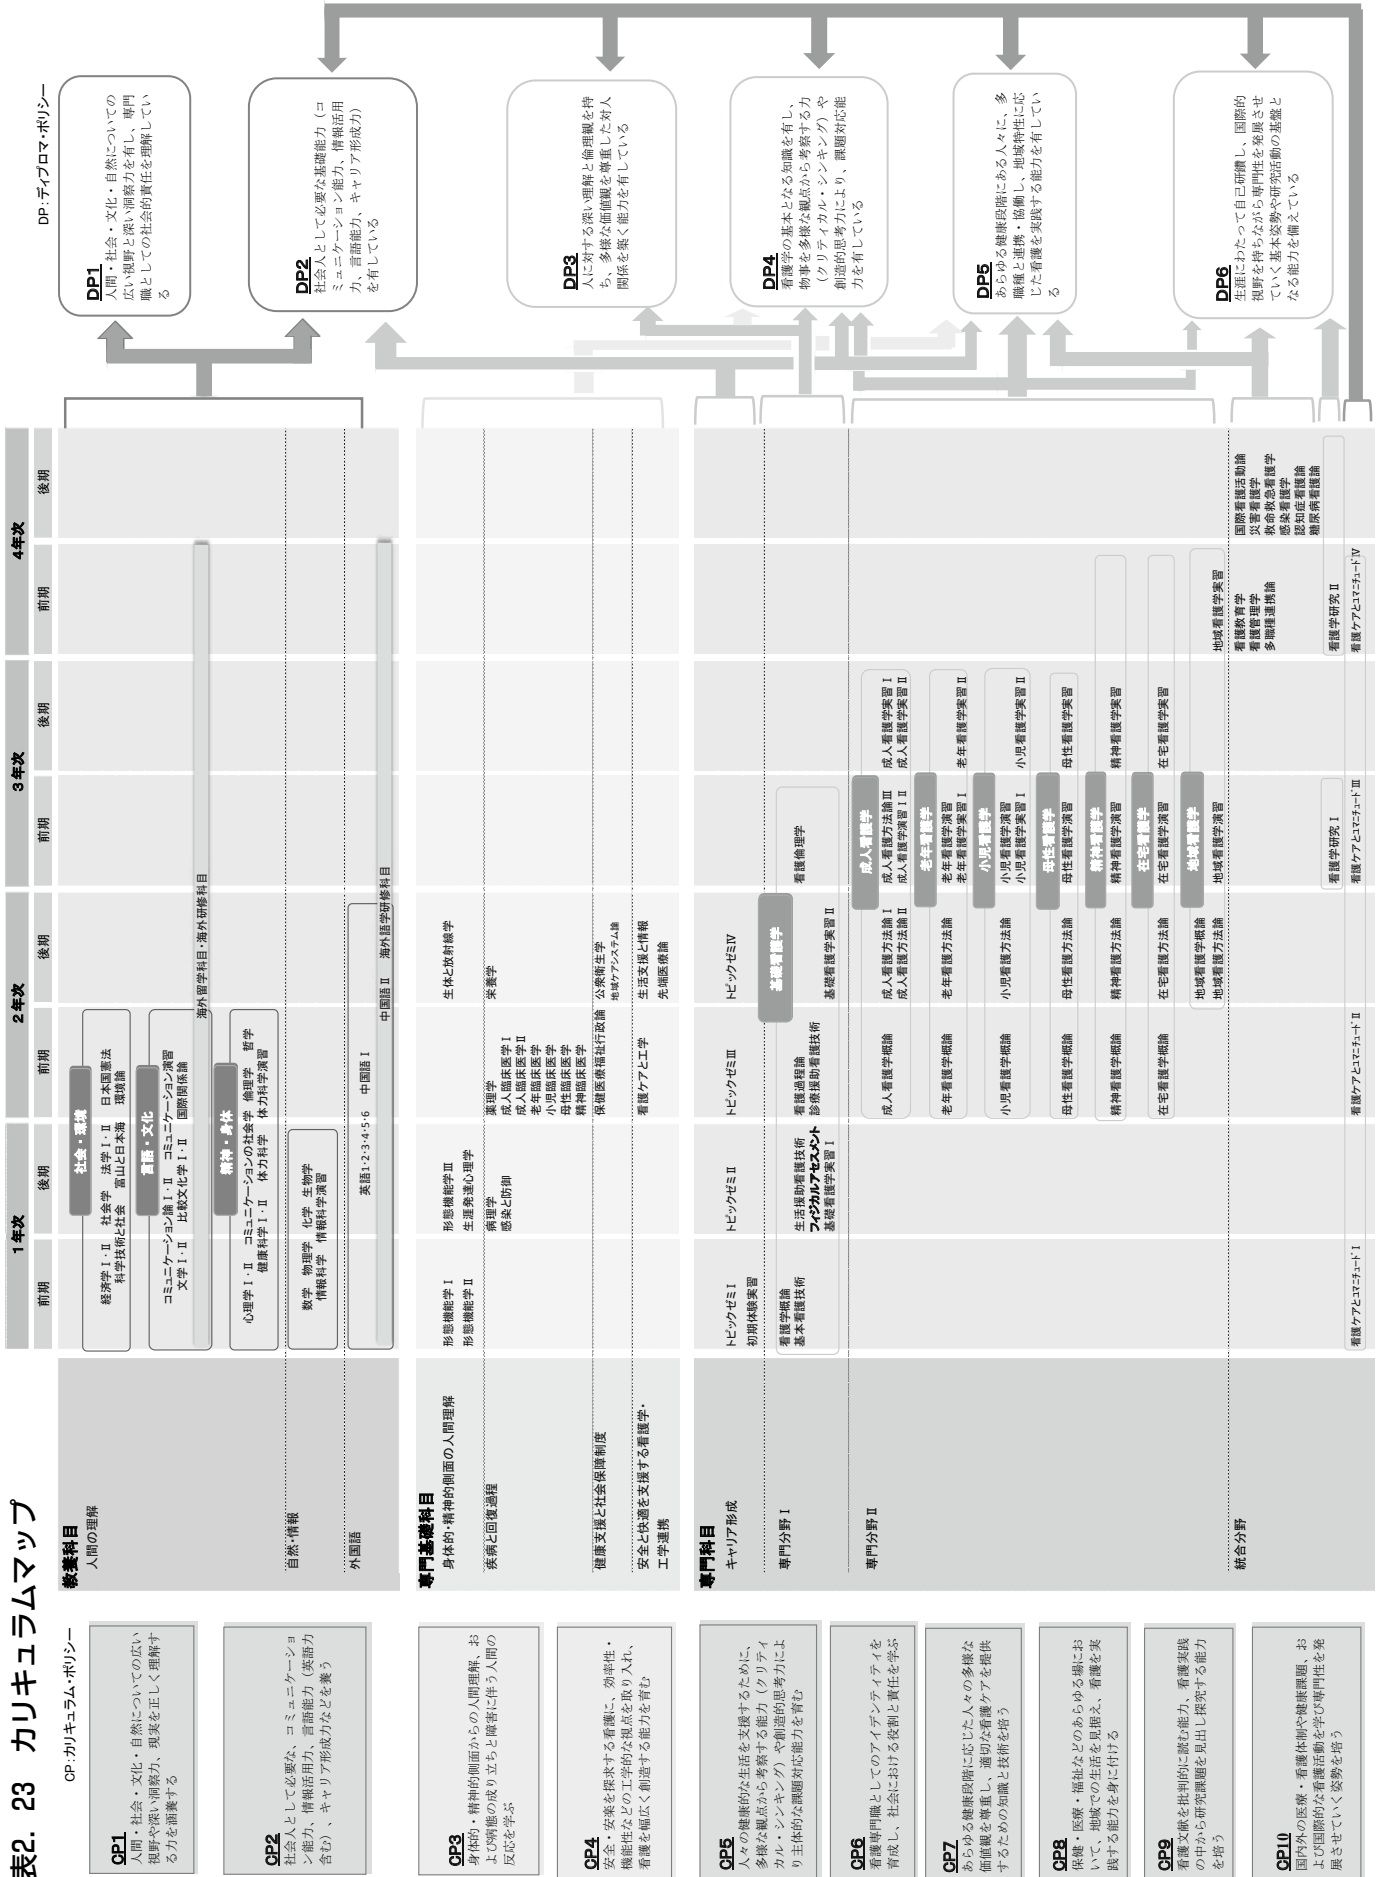 表2. 23 カリキュラムマップ
CP:カリキュラム・ポリシー
DP:ディプロマ・ポリシー
1年次
2年次
3年次
4年次
前期
後期
前期
後期
前期
後期
前期
後期
CP1
人間・社会・文化・自然についての広い
視野や深い洞察力、現実を正しく理解す
る力を涵養する
CP2
社会人として必要な、コミュニケーショ
ン能力、情報活用力、言語能力（英語力
含む）、キャリア形成力などを養う
CP3
身体的・精神的側面からの人間理解、お
よび病態の成り立ちと障害に伴う人間の
反応を学ぶ
CP4
安全・安楽を探求する看護に、効率性・
機能性などの工学的な視点を取り入れ、
看護を幅広く創造する能力を育む
CP5
人々の健康的な生活を支援するために、
多様な観点から考察する能力（クリティ
カル・シンキング）や創造的思考力によ
り主体的な課題対応能力を育む
CP6
看護専門職としてのアイデンティティを
育成し、社会における役割と責任を学ぶ
CP7
あらゆる健康段階に応じた人々の多様な
価値観を尊重し、適切な看護ケアを提供
するための知識と技術を培う
CP8
保健・医療・福祉などのあらゆる場にお
いて、地域での生活を見据え、看護を実
践する能力を身に付ける
CP9
看護文献を批判的に読む能力、看護実践
の中から研究課題を見出し探究する能力
を培う
CP10
国内外の医療・看護体制や健康課題、お
よび国際的な看護活動を学び専門性を発
展させていく姿勢を培う
教養科目
人間の理解
社会・環境
経済学Ⅰ・Ⅱ 社会学 法学Ⅰ・Ⅱ 日本国憲法
科学技術と社会 富山と日本海 環境論
言語・文化
コミュニケーション論Ⅰ・Ⅱ コミュニケーション演習
文学Ⅰ・Ⅱ 比較文化学Ⅰ・Ⅱ 国際関係論
海外留学科目・海外研修科目
精神・身体
心理学Ⅰ・Ⅱ コミュニケーションの社会学 倫理学 哲学
健康科学Ⅰ・Ⅱ 体力科学 体力科学演習
自然・情報
数学 物理学 化学 生物学
情報科学 情報科学演習
外国語
英語1・2・3・4・5・6 中国語Ⅰ
中国語Ⅱ 海外語学研修科目
専門基礎科目
身体的・精神的側面の人間理解
形態機能学Ⅰ
形態機能学Ⅱ
形態機能学Ⅲ
生涯発達心理学
生体と放射線学
疾病と回復過程
病理学
感染と防御
薬理学
成人臨床医学Ⅰ
成人臨床医学Ⅱ
老年臨床医学
小児臨床医学
母性臨床医学
精神臨床医学
栄養学
健康支援と社会保障制度
保健医療福祉行政論
公衆衛生学
地域ケアシステム論
安全と快適を支援する看護学・
工学連携
看護ケアと工学
生活支援と情報
先端医療論
専門科目
キャリア形成
トピックゼミⅠ
初期体験実習
トピックゼミⅡ
トピックゼミⅢ
トピックゼミⅣ
専門分野Ⅰ
基礎看護学
看護学概論
基本看護技術
生活援助看護技術
フィジカルアセスメント
基礎看護学実習Ⅰ
看護過程論
診療援助看護技術
基礎看護学実習Ⅱ
看護倫理学
専門分野Ⅱ
成人看護学
成人看護学概論
成人看護方法論Ⅰ
成人看護方法論Ⅱ
成人看護方法論Ⅲ
成人看護学演習ⅠⅡ
成人看護学実習Ⅰ
成人看護学実習Ⅱ
老年看護学
老年看護学概論
老年看護方法論
老年看護学演習
老年看護学実習Ⅰ
老年看護学実習Ⅱ
小児看護学
小児看護学概論
小児看護方法論
小児看護学演習
小児看護学実習Ⅰ
小児看護学実習Ⅱ
母性看護学
母性看護学概論
母性看護方法論
母性看護学演習
母性看護学実習
精神看護学
精神看護学概論
精神看護方法論
精神看護学演習
精神看護学実習
在宅看護学
在宅看護学概論
在宅看護方法論
在宅看護学演習
在宅看護学実習
地域看護学
地域看護学概論
地域看護方法論
地域看護学演習
地域看護学実習
統合分野
看護教育学
看護管理学
多職種連携論
国際看護活動論
災害看護学
救命救急看護学
感染看護学
認知症看護論
糖尿病看護論
看護学研究Ⅰ
看護学研究Ⅱ
看護ケアとユマニチュードⅠ
看護ケアとユマニチュードⅡ
看護ケアとユマニチュードⅢ
看護ケアとユマニチュードⅣ
DP1
人間・社会・文化・自然についての
広い視野と深い洞察力を有し、専門
職としての社会的責任を理解してい
る
DP2
社会人として必要な基礎能力（コ
ミュニケーション能力、情報活用
力、言語能力、キャリア形成力）
を有している
DP3
人に対する深い理解と倫理観を持
ち、多様な価値観を尊重した対人
関係を築く能力を有している
DP4
看護学の基本となる知識を有し、
物事を多様な観点から考察する力
（クリティカル・シンキング）や
創造的思考力により、課題対応能
力を有している
DP5
あらゆる健康段階にある人々に、多
職種と連携・協働し、地域特性に応
じた看護を実践する能力を有してい
る
DP6
生涯にわたって自己研鑽し、国際的
視野を持ちながら専門性を発展させ
ていく基本姿勢や研究活動の基盤と
なる能力を備えている